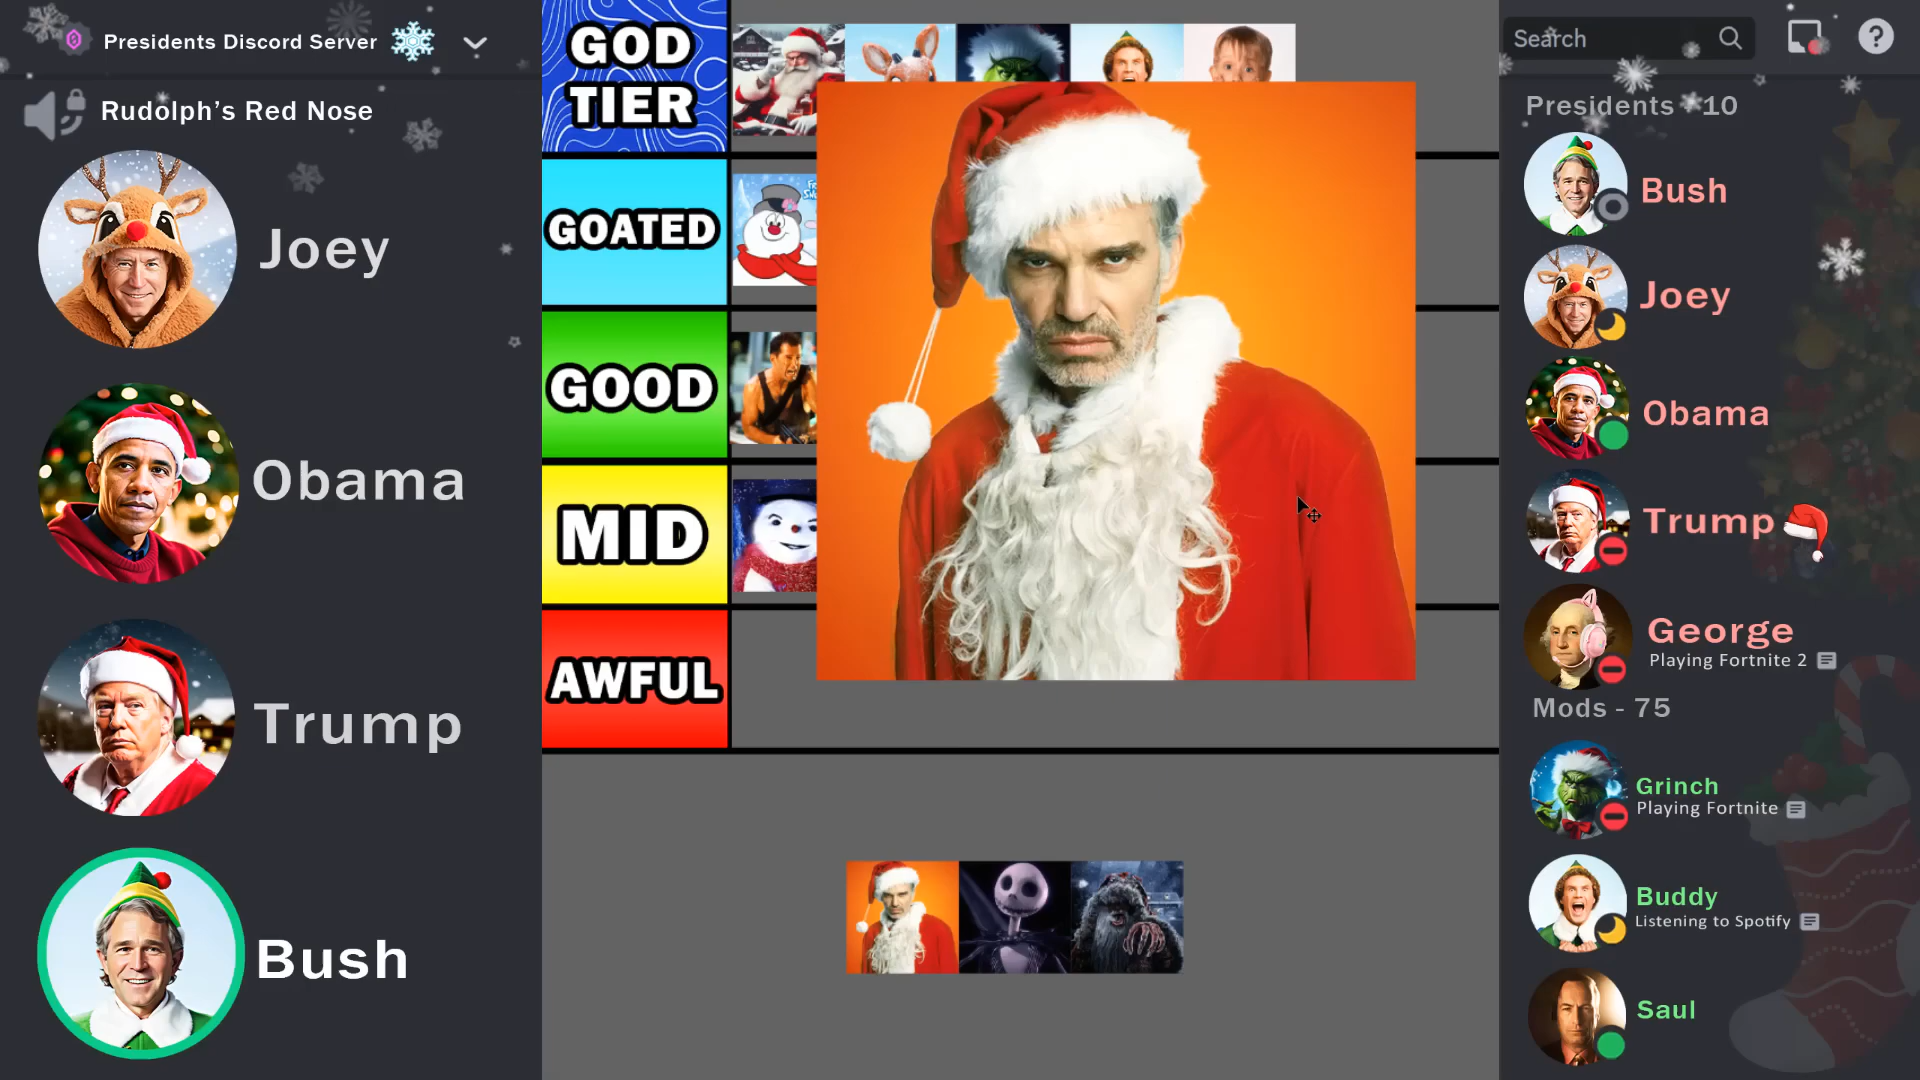 Presidents Discord Server
Rudolph's Red Nose
Joey
Obama
Trump
Bush
GOD
TIER
GOATED
GOOD
MID
AWFUL
Search
Presidents - 10
Bush
Joey
Obama
Trump
George
Playing Fortnite 2
Mods - 75
Grinch
Playing Fortnite
Buddy
Listening to Spotify
Saul